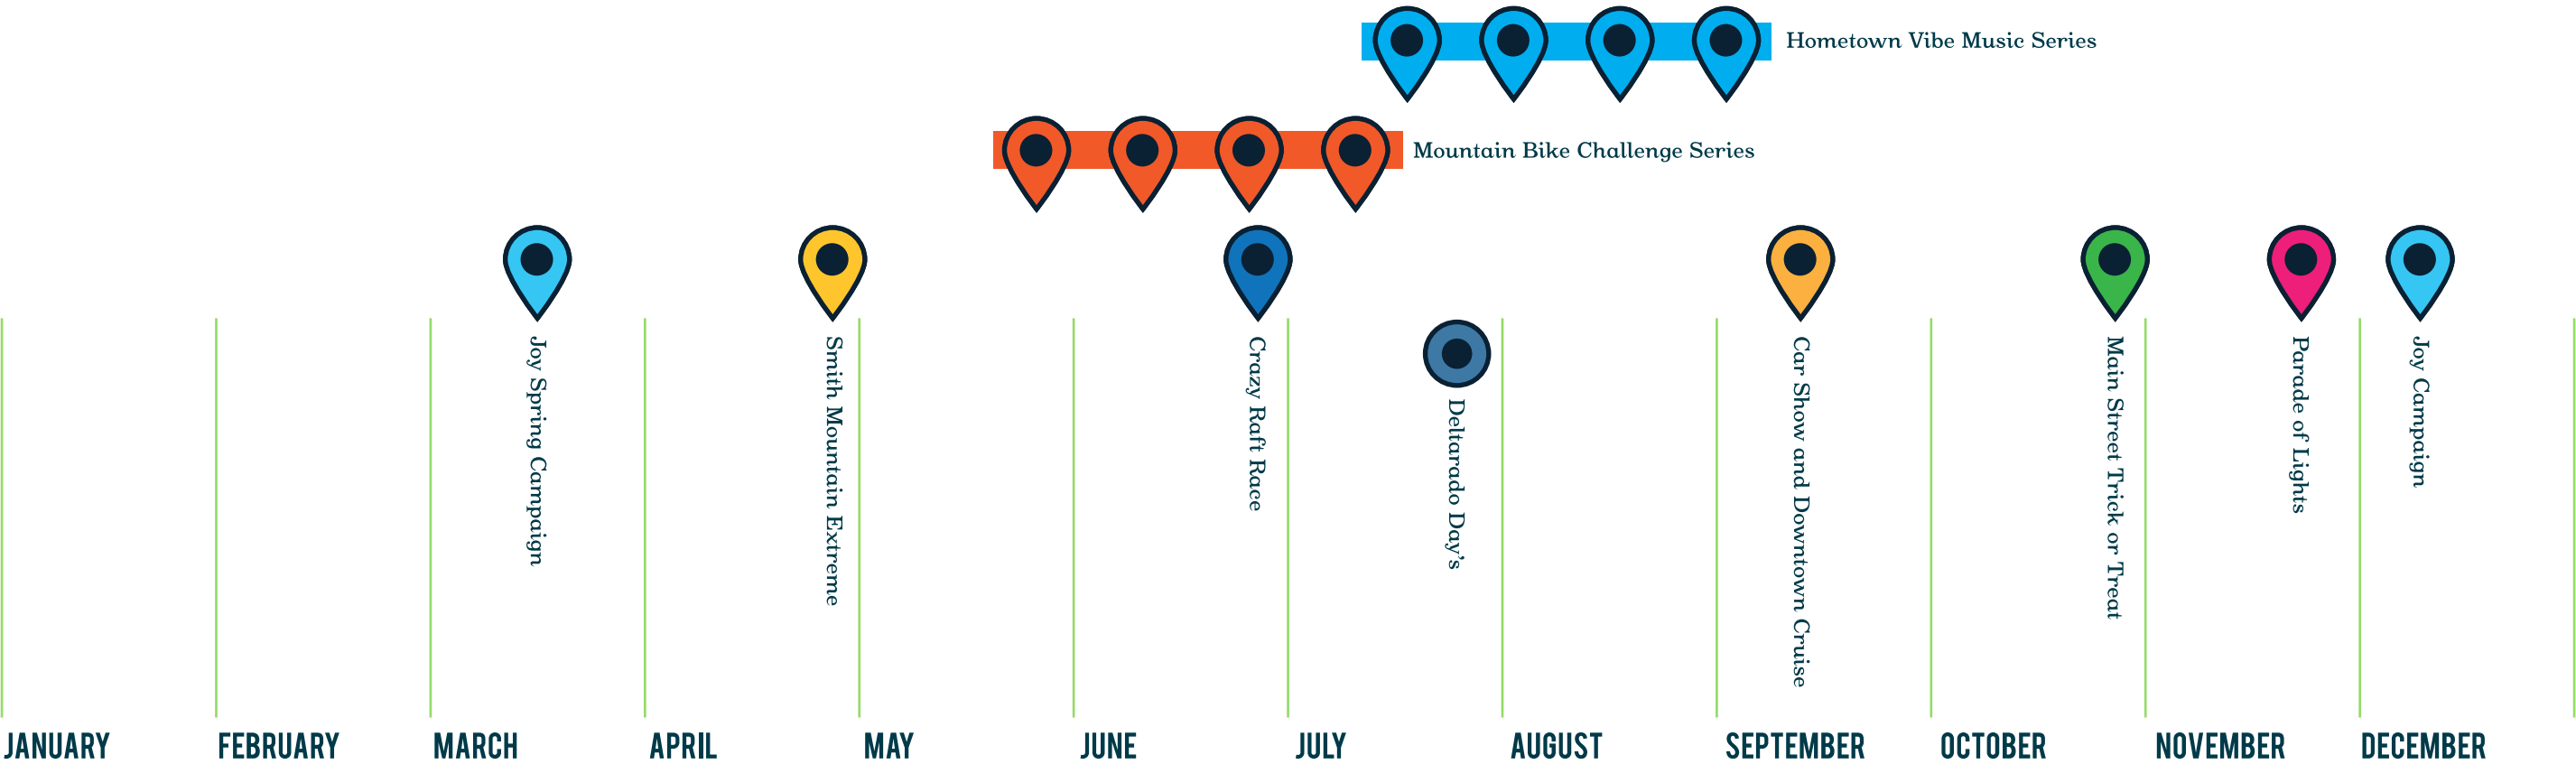 Hometown Vibe Music Series
Mountain Bike Challenge Series
Joy Spring Campaign
Smith Mountain Extreme
Crazy Raft Race
Deltarado Day's
Car Show and Downtown Cruise
Main Street Trick or Treat
Parade of Lights
Joy Campaign
JANUARY
FEBRUARY
MARCH
APRIL
MAY
JUNE
JULY
AUGUST
SEPTEMBER
OCTOBER
NOVEMBER
DECEMBER